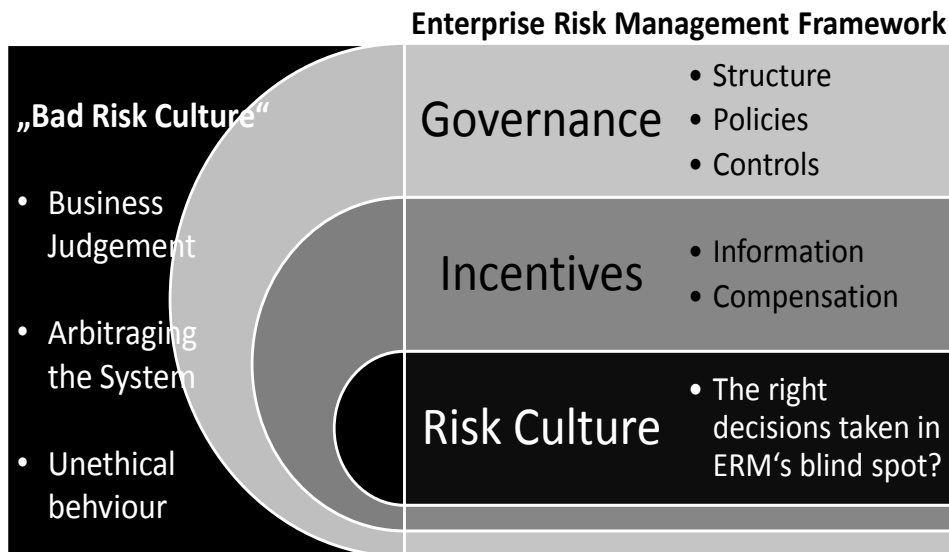 Enterprise Risk Management Framework
„Bad Risk Culture“
• Business
Judgement
• Arbitraging
the System
• Unethical
behviour
Governance
• Structure
• Policies
• Controls
Incentives
• Information
• Compensation
Risk Culture
• The right
decisions taken in
ERM‘s blind spot?